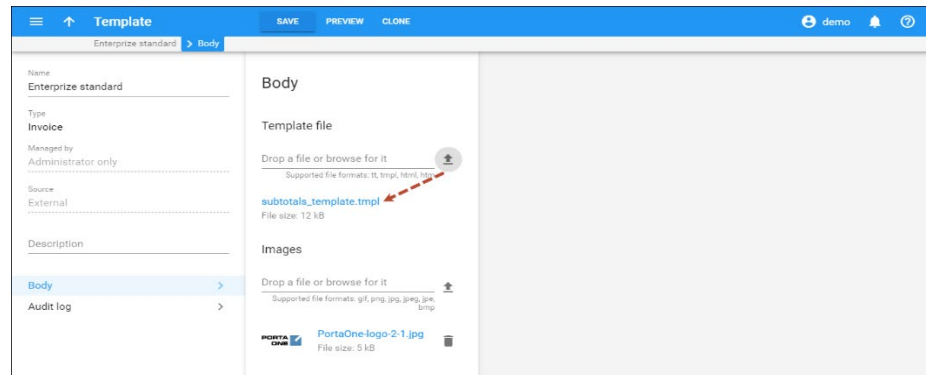 Template
SAVE PREVIEW CLONE
demo
Enterprize standard > Body
Name
Enterprize standard
Type
Invoice
Managed by
Administrator only
Source
External
Description
Body
Audit log
Body
Template file
Drop a file or browse for it
Supported file formats: tt, tmpl, html, htm
subtotals_template.tmpl
File size: 12 kB
Images
Drop a file or browse for it
Supported file formats: gif, png, jpg, jpeg, jpe,
bmp
PORTA
ONE
PortaOne-logo-2-1.jpg
File size: 5 kB